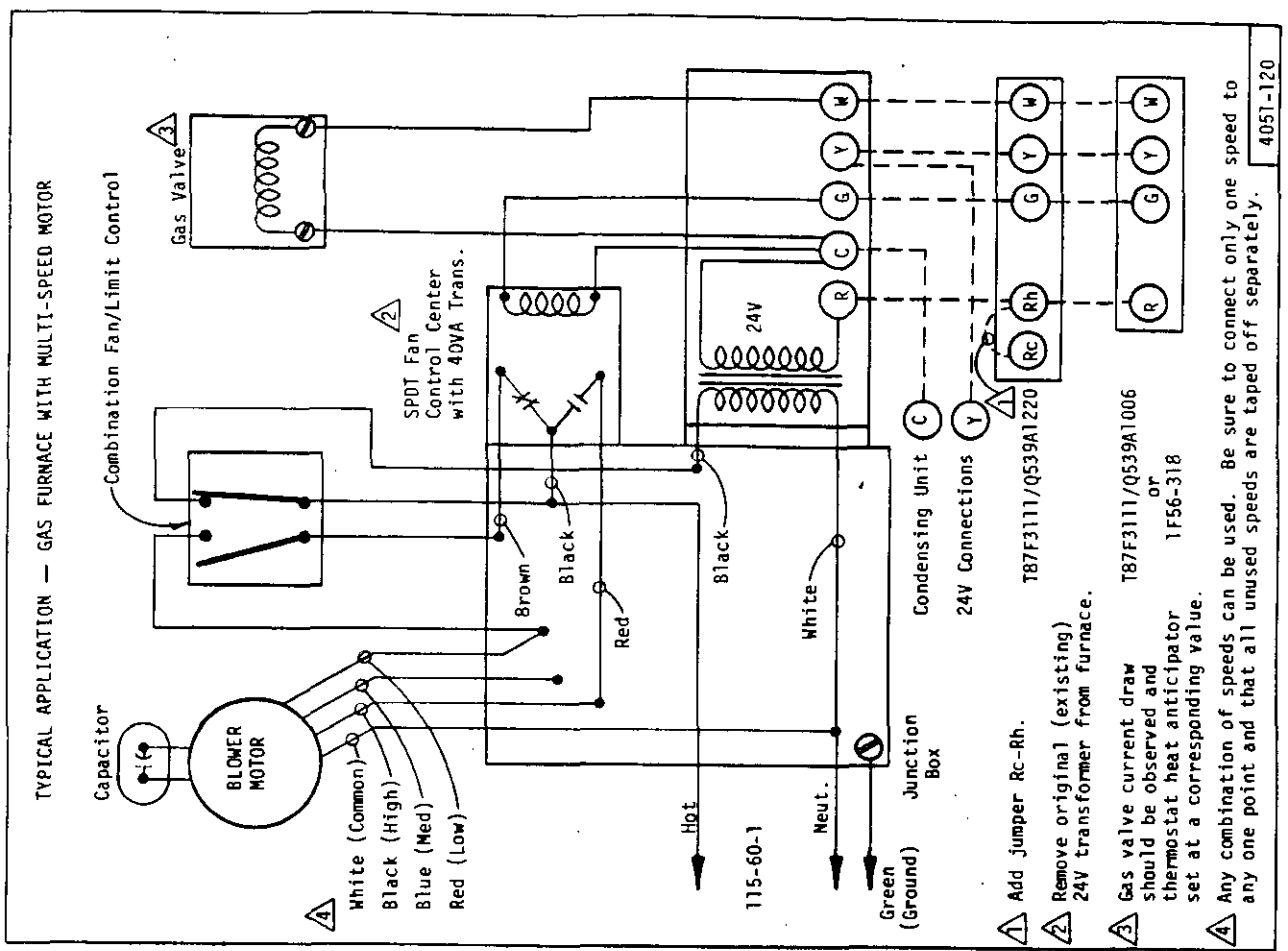 TYPICAL APPLICATION — GAS FURNACE WITH MULTI-SPEED MOTOR
Combination Fan/Limit Control
Gas Valve
3
Capacitor
BLOWER
MOTOR
4
White (Common)
Black (High)
Blue (Med)
Red (Low)
2
SPDT Fan
Control Center
with 40VA Trans.
Brown
Black
Red
Black
White
24V
R
C
G
Y
W
Hot
115-60-1
Neut.
Green
(Ground)
Junction
Box
Condensing Unit
24V Connections
C
Y
1
Rc
Rh
G
Y
W
T87F3111/Q539A1220
R
G
Y
W
T87F3111/Q539A1006
or
1F56-318
1 Add jumper Rc-Rh.
2 Remove original (existing)
24V transformer from furnace.
3 Gas valve current draw
should be observed and
thermostat heat anticipator
set at a corresponding value.
4 Any combination of speeds can be used. Be sure to connect only one speed to
any one point and that all unused speeds are taped off separately.
4051-120